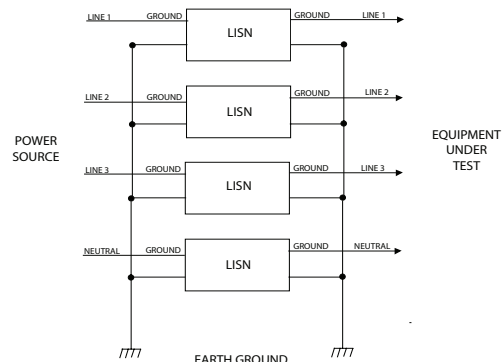 LINE 1 GROUND LISN GROUND LINE 1
LINE 2 GROUND LISN GROUND LINE 2
POWER SOURCE
EQUIPMENT UNDER TEST
LINE 3 GROUND LISN GROUND LINE 3
NEUTRAL GROUND LISN GROUND NEUTRAL
EARTH GROUND